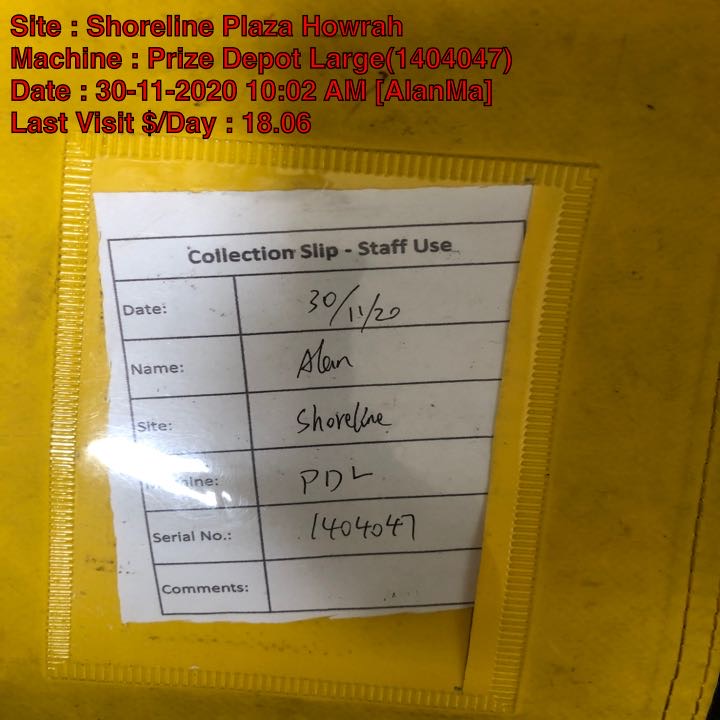 Site : Shoreline Plaza Howrah
Machine : Prize Depot Large(1404047)
Date : 30-11-2020 10:02 AM [AlanMa]
Last Visit $/Day : 18.06
Collection Slip - Staff Use
Date: 30/11/20
Name: Alan
Site: Shoreline
PDL
Serial No.: 1404047
Comments: